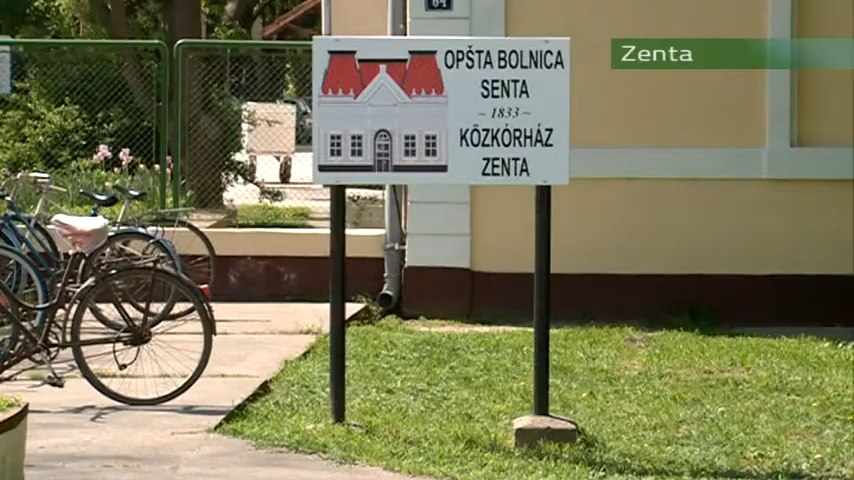 OPŠTA BOLNICA
SENTA
~ 1833 ~
KÖZKÓRHÁZ
ZENTA
Zenta